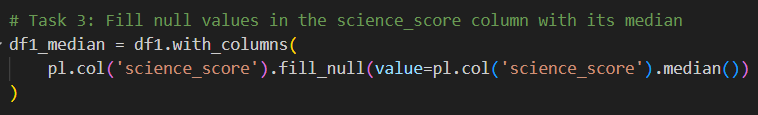 # Task 3: Fill null values in the science_score column with its median
df1_median = df1.with_columns(
    pl.col('science_score').fill_null(value=pl.col('science_score').median())
)